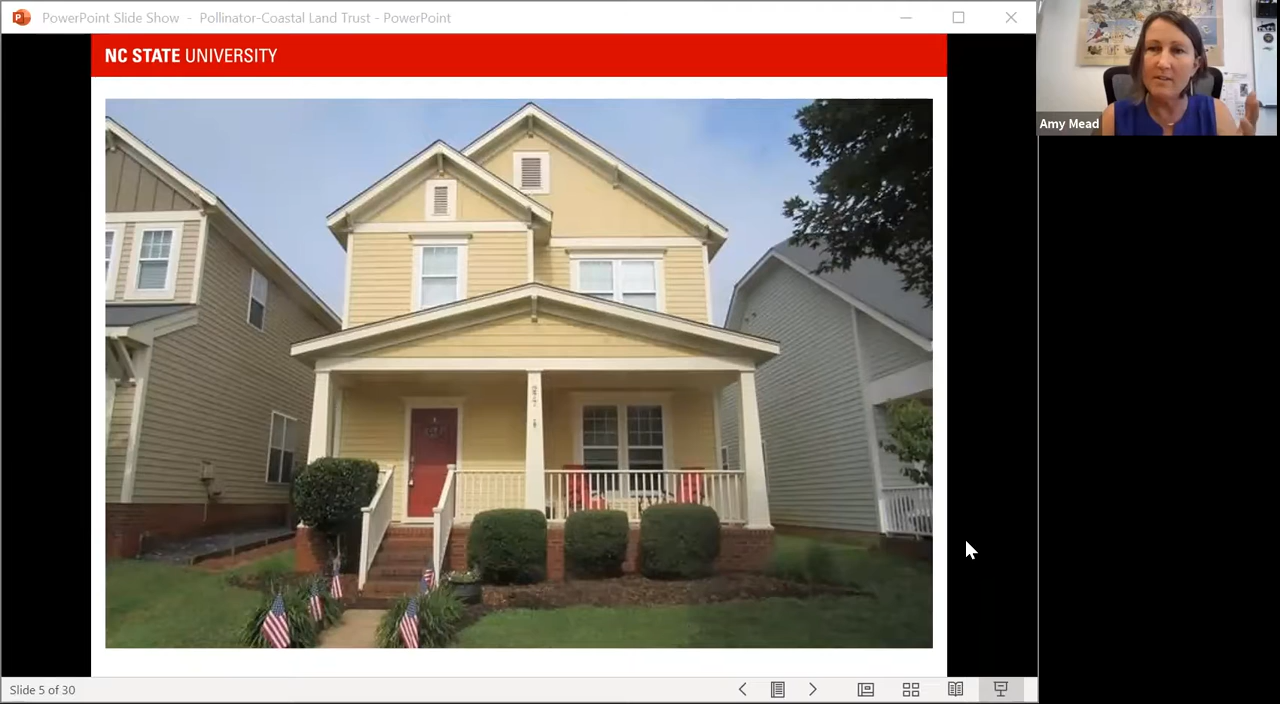 PowerPoint Slide Show - Pollinator-Coastal Land Trust - PowerPoint
NC STATE UNIVERSITY
Amy Mead
Slide 5 of 30